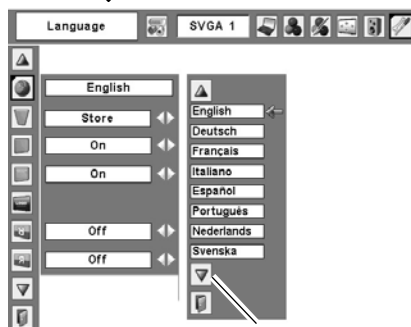 Language SVGA 1
English
Store
On
On
Off
Off
English
Deutsch
Français
Italiano
Español
Português
Nederlands
Svenska